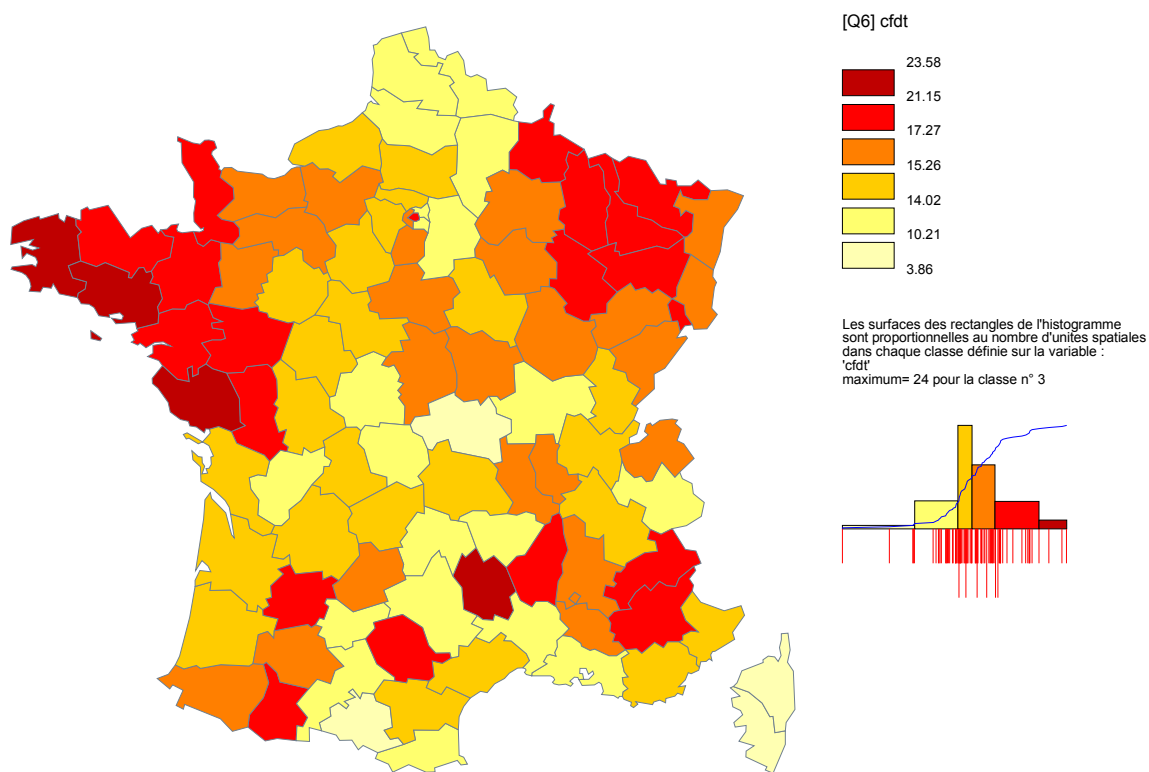 [Q6] cfdt
23.58
21.15
17.27
15.26
14.02
10.21
3.86
Les surfaces des rectangles de l'histogramme
sont proportionnelles au nombre d'unites spatiales
dans chaque classe définie sur la variable :
'cfdt'
maximum= 24 pour la classe n° 3